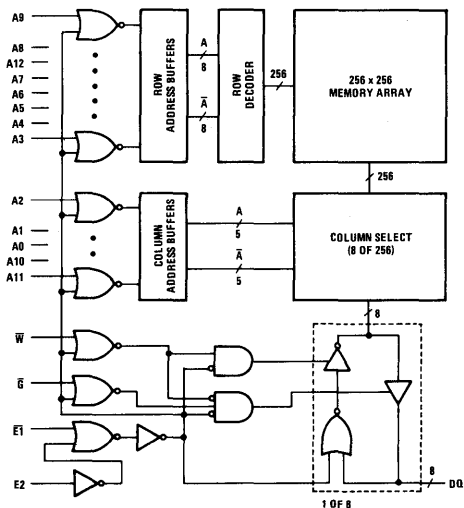 A9
A8
A12
A7
A6
A5
A4
A3
ROW
ADDRESS BUFFERS
A
8
A̅
8
ROW
DECODER
256
256 x 256
MEMORY ARRAY
256
A2
A1
A0
A10
A11
COLUMN
ADDRESS BUFFERS
A
5
A̅
5
COLUMN SELECT
(8 OF 256)
8
W̅
G̅
E̅1̅
E2
8
DQ
1 OF 8